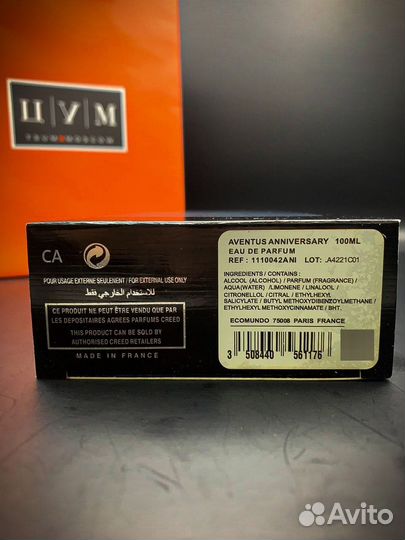 Ц|У|М
TSUM♥MOSCOW
CA
POUR USAGE EXTERNE SEULEMENT / FOR EXTERNAL USE ONLY
للاستخدام الخارجي فقط
CE PRODUIT NE PEUT ÊTRE VENDU QUE PAR
LES DEPOSITAIRES AGRÉES PARFUMS CREED
THIS PRODUCT CAN BE SOLD BY
AUTHORISED CREED RETAILERS
MADE IN FRANCE
AVENTUS ANNIVERSARY 100ML
EAU DE PARFUM
REF : 1110042ANI LOT: .A4221C01
INGREDIENTS / CONTAINS :
ALCOOL (ALCOHOL) / PARFUM (FRAGRANCE) /
AQUA(WATER) /LIMONENE / LINALOOL /
CITRONELLOL / CITRAL / ETHYLHEXYL
SALICYLATE / BUTYL METHOXYDIBENZOYLMETHANE /
ETHYLHEXYL METHOXYCINNAMATE / BHT.
ECOMUNDO 75008 PARIS FRANCE
3 508440 561176
Avito